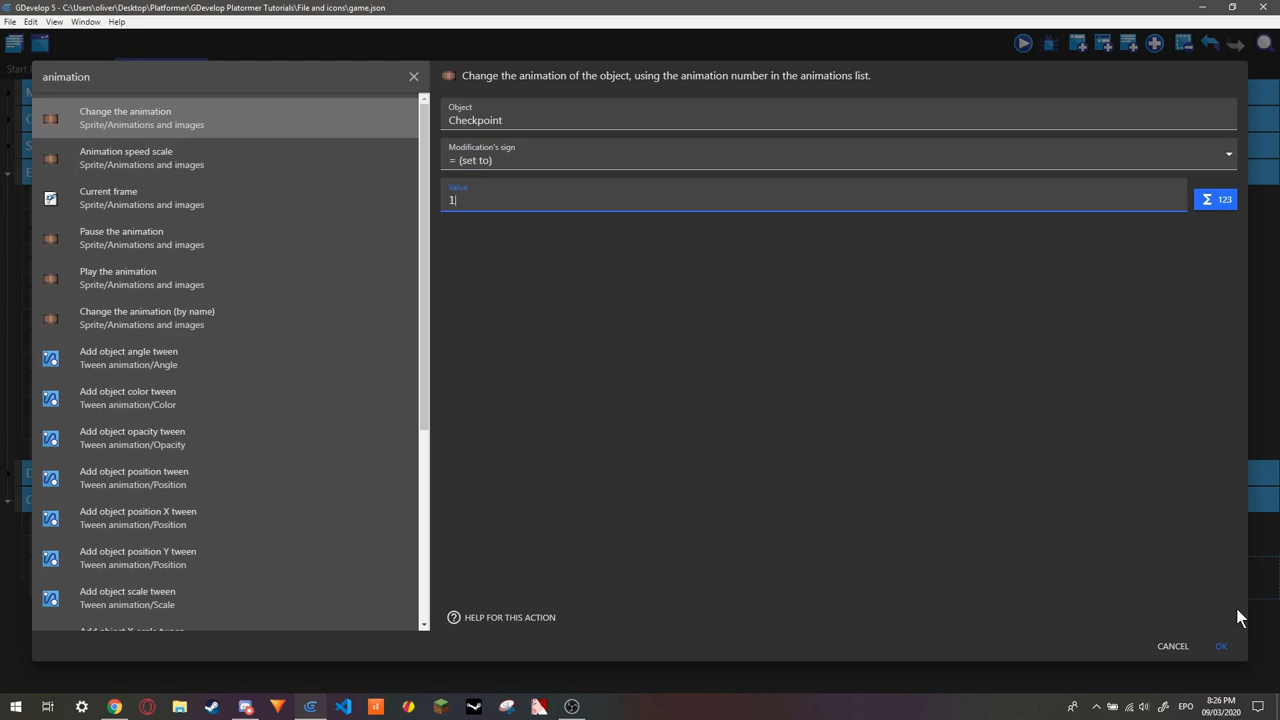 GDevelop 5 - C:\Users\oliver\Desktop\Platformer\GDevelop Platormer Tutorials\File and icons\game.json
File Edit View Window Help
Start
animation
Change the animation
Sprite/Animations and images
Animation speed scale
Sprite/Animations and images
Current frame
Sprite/Animations and images
Pause the animation
Sprite/Animations and images
Play the animation
Sprite/Animations and images
Change the animation (by name)
Sprite/Animations and images
Add object angle tween
Tween animation/Angle
Add object color tween
Tween animation/Color
Add object opacity tween
Tween animation/Opacity
Add object position tween
Tween animation/Position
Add object position X tween
Tween animation/Position
Add object position Y tween
Tween animation/Position
Add object scale tween
Tween animation/Scale
Add object X-scale tween
Change the animation of the object, using the animation number in the animations list.
Object
Checkpoint
Modification's sign
= (set to)
Value
1
Σ 123
HELP FOR THIS ACTION
CANCEL OK
EPO
8:26 PM
09/03/2020